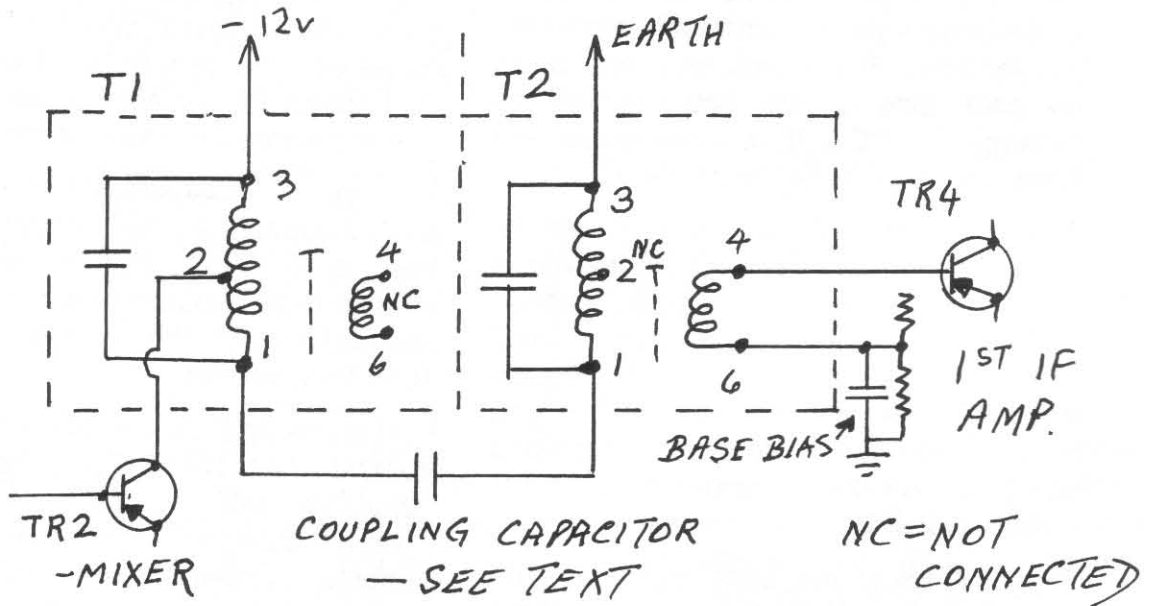 - 12v
EARTH
T1
T2
3
2
1
4
NC
6
3
NC
2
1
4
6
TR4
1ST IF
AMP.
BASE BIAS
TR2
-MIXER
COUPLING CAPACITOR
— SEE TEXT
NC = NOT
CONNECTED